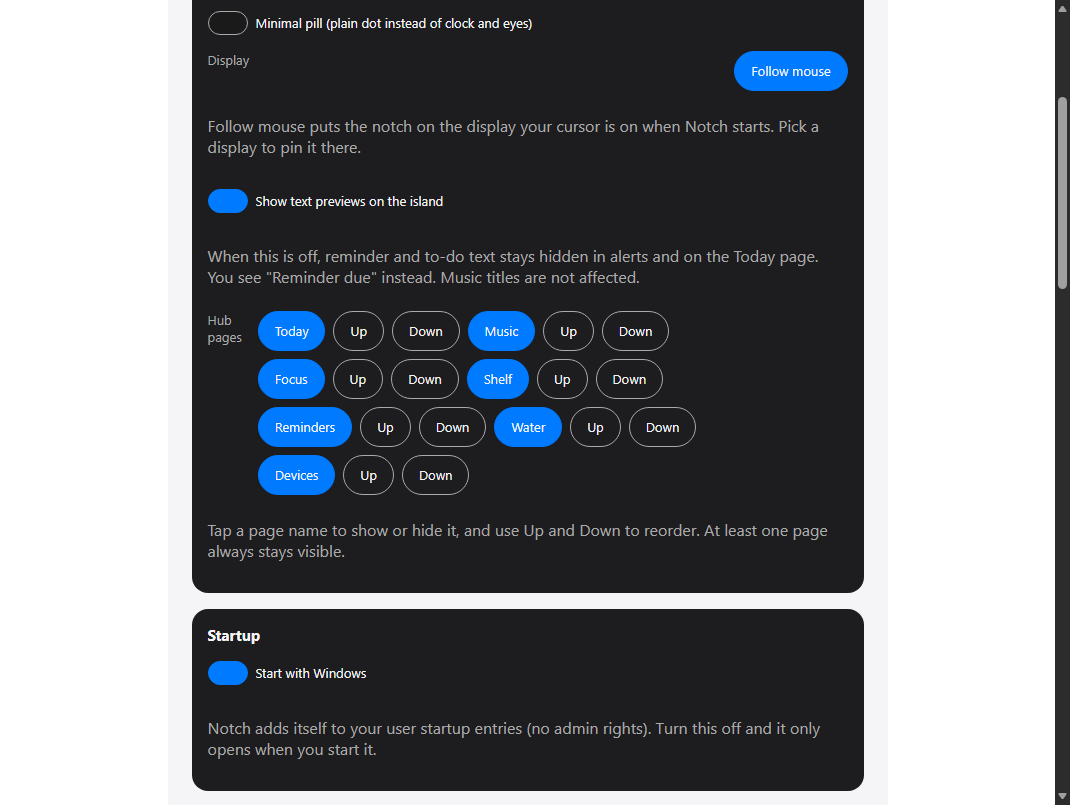 Minimal pill (plain dot instead of clock and eyes)
Display
Follow mouse
Follow mouse puts the notch on the display your cursor is on when Notch starts. Pick a
display to pin it there.
Show text previews on the island
When this is off, reminder and to-do text stays hidden in alerts and on the Today page.
You see "Reminder due" instead. Music titles are not affected.
Hub
pages
Today Up Down Music Up Down
Focus Up Down Shelf Up Down
Reminders Up Down Water Up Down
Devices Up Down
Tap a page name to show or hide it, and use Up and Down to reorder. At least one page
always stays visible.
Startup
Start with Windows
Notch adds itself to your user startup entries (no admin rights). Turn this off and it only
opens when you start it.